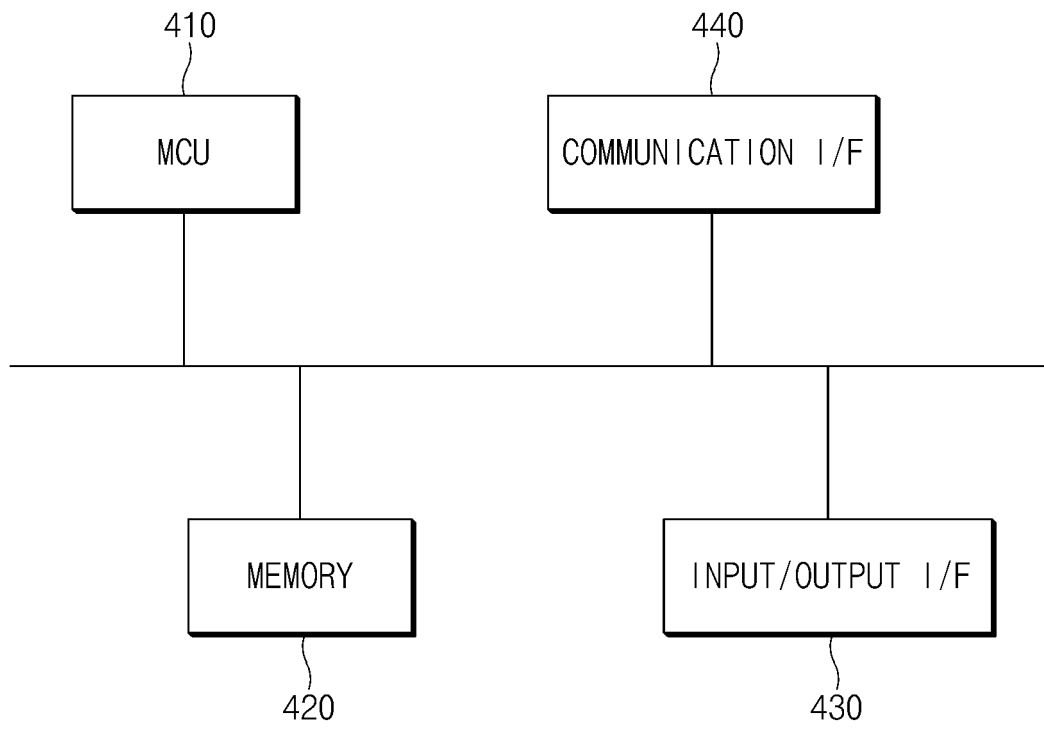 410
440
MCU
COMMUNICATION I/F
MEMORY
INPUT/OUTPUT I/F
420
430